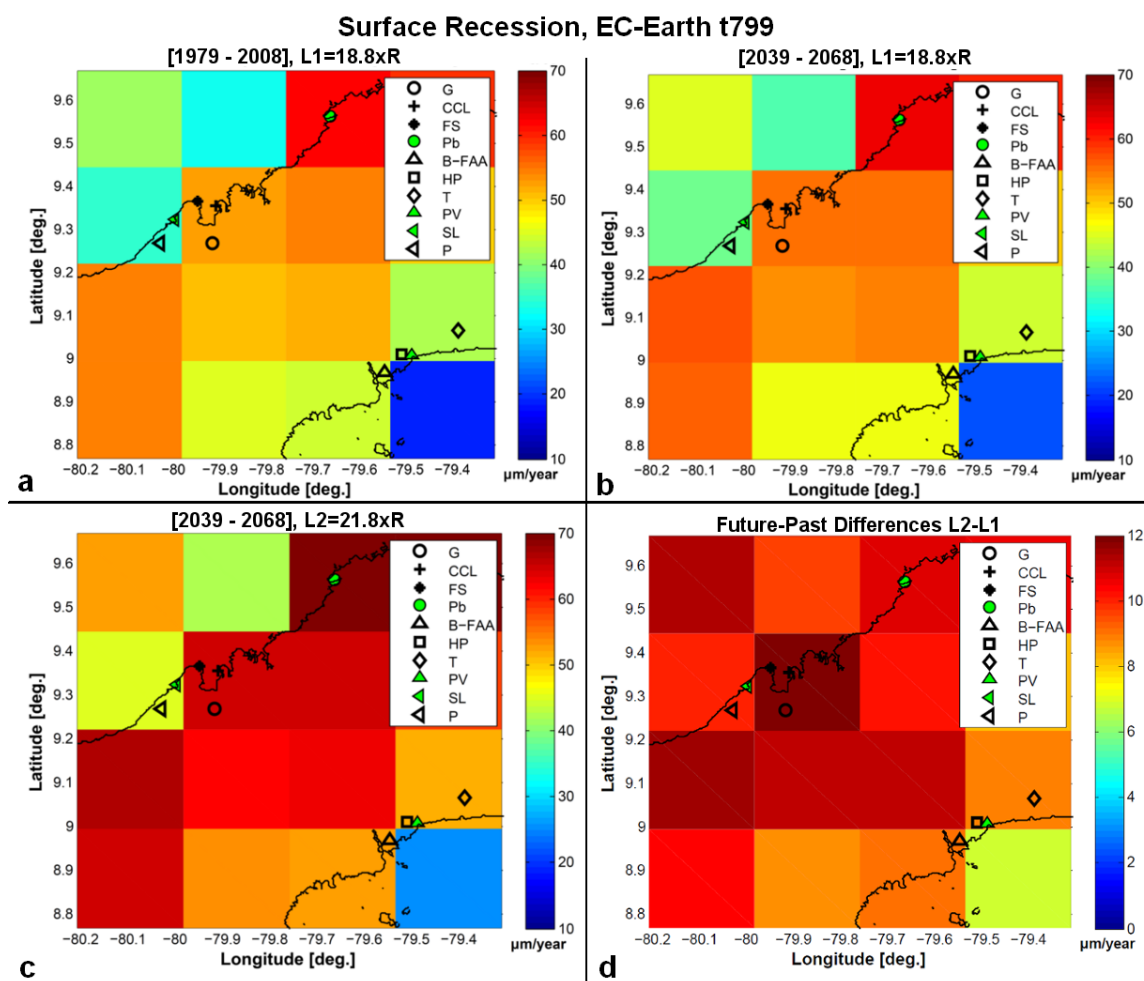 Surface Recession, EC-Earth t799
[1979 - 2008], L1=18.8xR
9.6
9.5
9.4
9.3
9.2
9.1
9
8.9
8.8
Latitude [deg.]
G
CCL
FS
Pb
B-FAA
HP
T
PV
SL
P
70
60
50
40
30
20
10
−80.2 −80.1 −80 −79.9 −79.8 −79.7 −79.6 −79.5 −79.4
Longitude [deg.]
µm/year
a
[2039 - 2068], L1=18.8xR
9.6
9.5
9.4
9.3
9.2
9.1
9
8.9
8.8
Latitude [deg.]
G
CCL
FS
Pb
B-FAA
HP
T
PV
SL
P
70
60
50
40
30
20
10
−80.2 −80.1 −80 −79.9 −79.8 −79.7 −79.6 −79.5 −79.4
Longitude [deg.]
µm/year
b
[2039 - 2068], L2=21.8xR
9.6
9.5
9.4
9.3
9.2
9.1
9
8.9
8.8
Latitude [deg.]
G
CCL
FS
Pb
B-FAA
HP
T
PV
SL
P
70
60
50
40
30
20
10
−80.2 −80.1 −80 −79.9 −79.8 −79.7 −79.6 −79.5 −79.4
Longitude [deg.]
µm/year
c
Future-Past Differences L2-L1
9.6
9.5
9.4
9.3
9.2
9.1
9
8.9
8.8
Latitude [deg.]
G
CCL
FS
Pb
B-FAA
HP
T
PV
SL
P
12
10
8
6
4
2
0
−80.2 −80.1 −80 −79.9 −79.8 −79.7 −79.6 −79.5 −79.4
Longitude [deg.]
µm/year
d